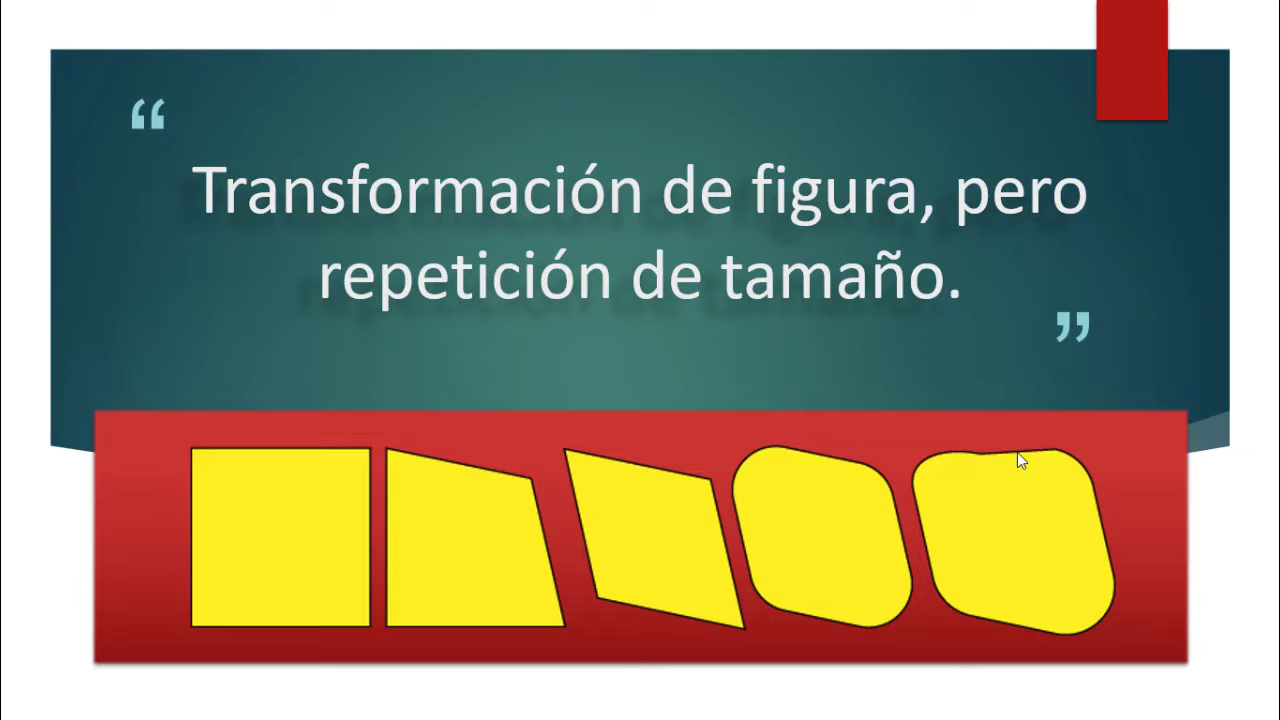 “
Transformación de figura, pero
repetición de tamaño.
”